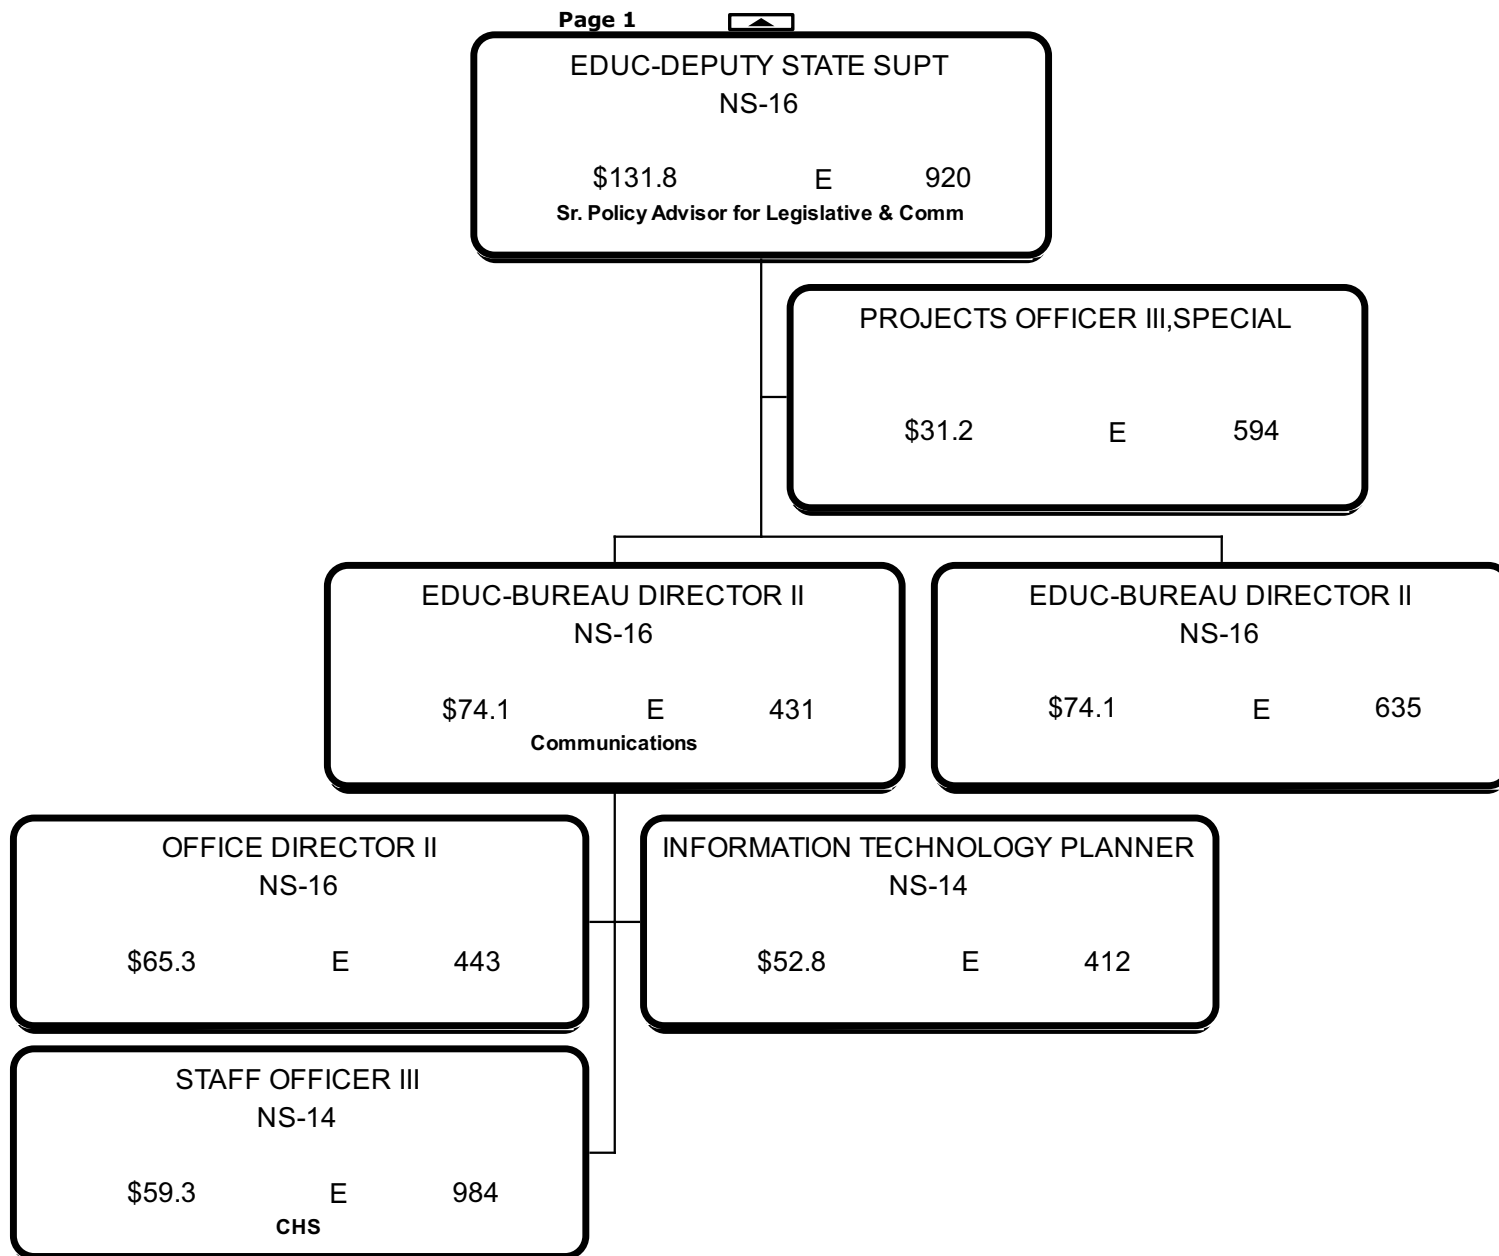 Page 1
EDUC-DEPUTY STATE SUPT
NS-16
$131.8 E 920
Sr. Policy Advisor for Legislative & Comm
PROJECTS OFFICER III,SPECIAL
$31.2 E 594
EDUC-BUREAU DIRECTOR II
NS-16
$74.1 E 431
Communications
EDUC-BUREAU DIRECTOR II
NS-16
$74.1 E 635
OFFICE DIRECTOR II
NS-16
$65.3 E 443
INFORMATION TECHNOLOGY PLANNER
NS-14
$52.8 E 412
STAFF OFFICER III
NS-14
$59.3 E 984
CHS